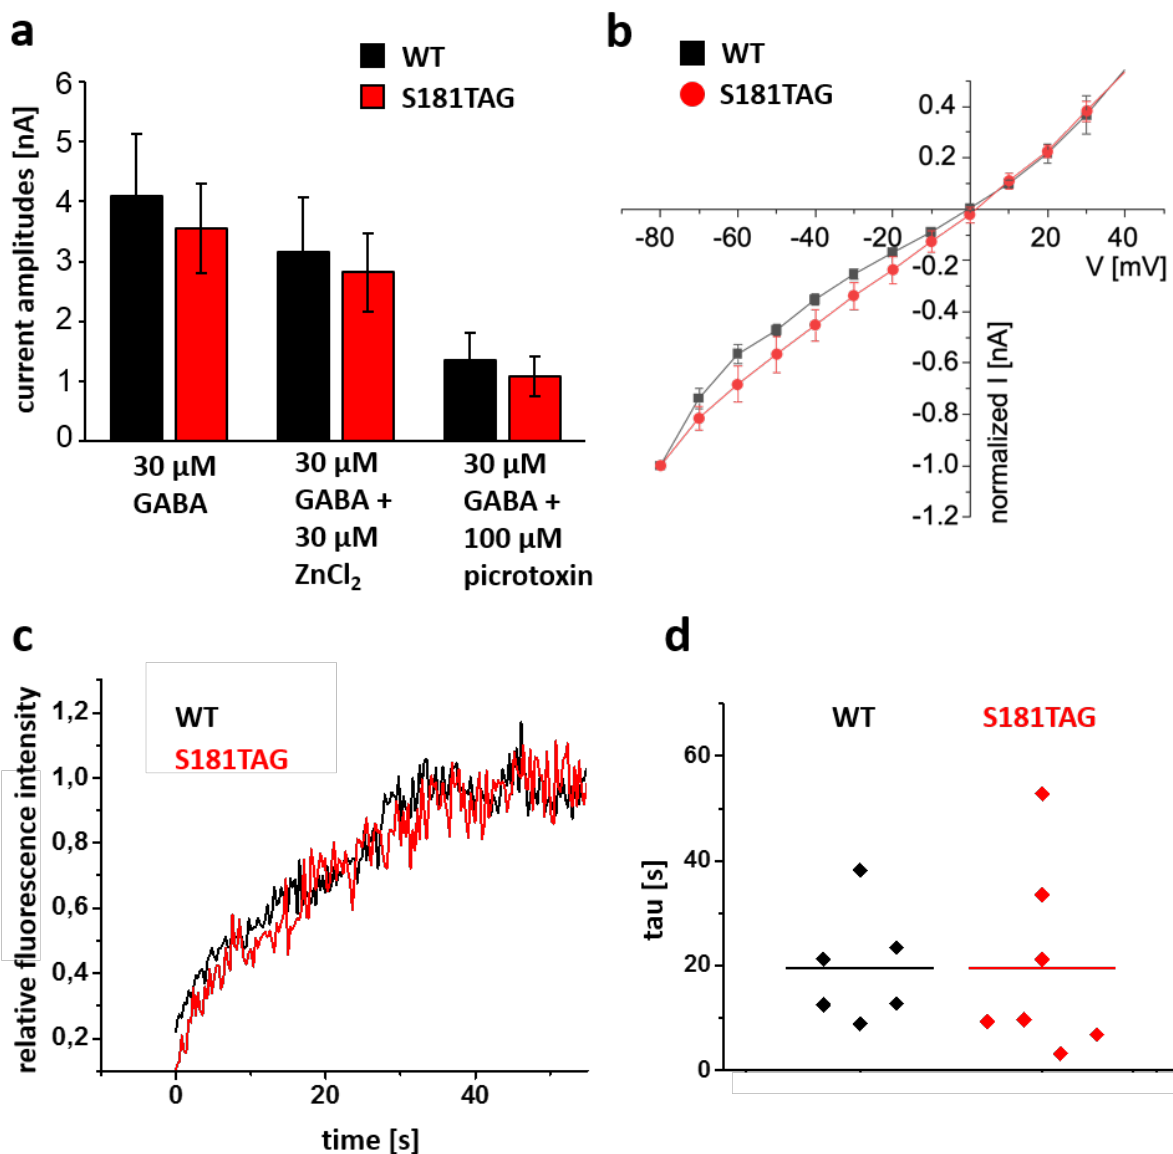 a
WT
S181TAG
current amplitudes [nA]
6
5
4
3
2
1
0
30 µM
GABA
30 µM
GABA +
30 µM
ZnCl₂
30 µM
GABA +
100 µM
picrotoxin
b
WT
S181TAG
0.4
0.2
-80
-60
-40
-20
20
40
V [mV]
-0.2
-0.4
-0.6
-0.8
-1.0
-1.2
normalized I [nA]
c
WT
S181TAG
relative fluorescence intensity
1,2
1,0
0,8
0,6
0,4
0,2
0
20
40
time [s]
d
WT
S181TAG
tau [s]
60
40
20
0